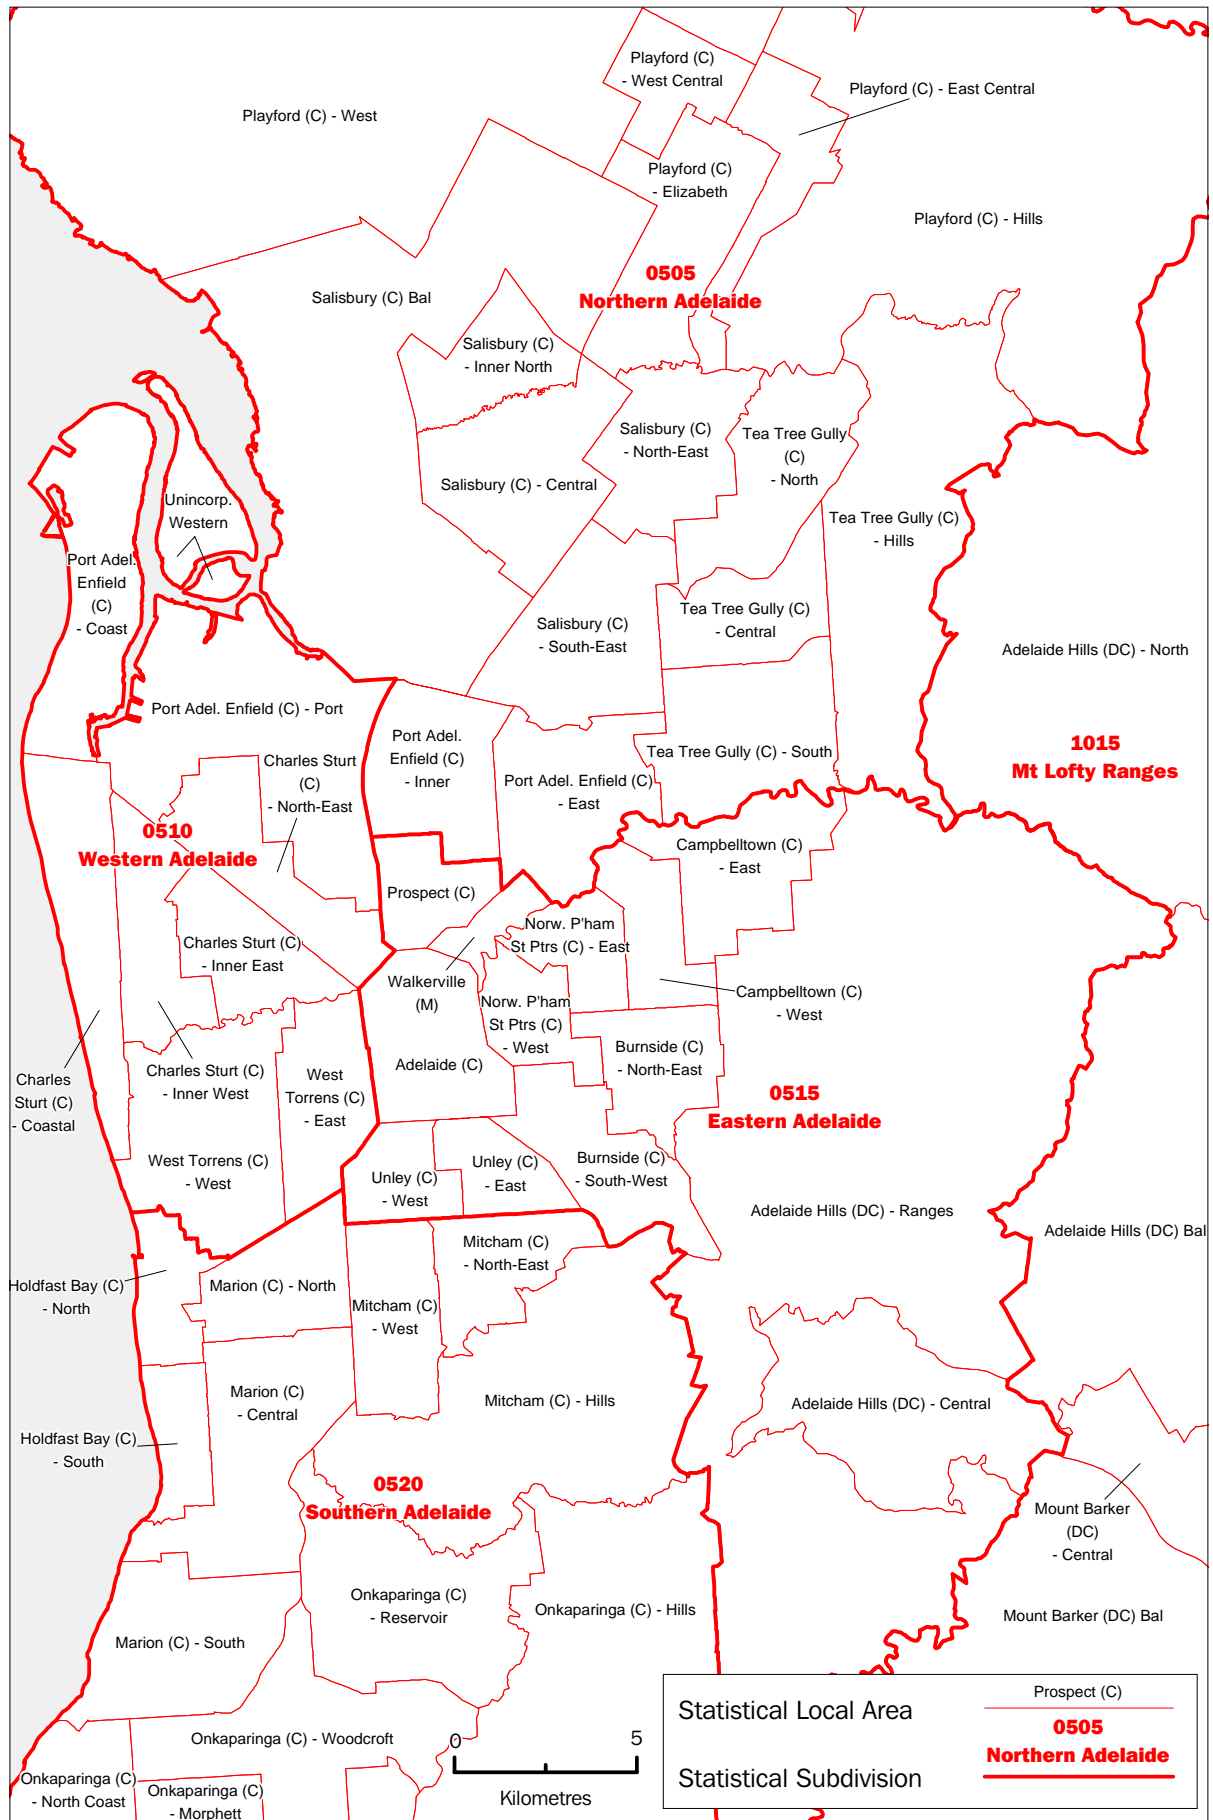 Playford (C)
- West Central
Playford (C) - East Central
Playford (C) - West
Playford (C)
- Elizabeth
Playford (C) - Hills
0505
Northern Adelaide
Salisbury (C) Bal
Salisbury (C)
- Inner North
Salisbury (C)
- North-East
Tea Tree Gully
(C)
- North
Salisbury (C) - Central
Unincorp.
Western
Tea Tree Gully (C)
- Hills
Port Adel.
Enfield
(C)
- Coast
Salisbury (C)
- South-East
Tea Tree Gully (C)
- Central
Adelaide Hills (DC) - North
Port Adel. Enfield (C) - Port
Port Adel.
Enfield (C)
- Inner
Tea Tree Gully (C) - South
1015
Mt Lofty Ranges
Charles Sturt
(C)
- North-East
Port Adel. Enfield (C)
- East
0510
Western Adelaide
Campbelltown (C)
- East
Prospect (C)
Norw. P'ham
St Ptrs (C) - East
Charles Sturt (C)
- Inner East
Walkerville
(M)
Campbelltown (C)
- West
Norw. P'ham
St Ptrs (C)
- West
Adelaide (C)
Burnside (C)
- North-East
Charles Sturt (C)
- Inner West
West
Torrens (C)
- East
Charles
Sturt (C)
- Coastal
0515
Eastern Adelaide
West Torrens (C)
- West
Unley (C)
- West
Unley (C)
- East
Burnside (C)
- South-West
Adelaide Hills (DC) - Ranges
Adelaide Hills (DC) Bal
Mitcham (C)
- North-East
Holdfast Bay (C)
- North
Marion (C) - North
Mitcham (C)
- West
Marion (C)
- Central
Mitcham (C) - Hills
Adelaide Hills (DC) - Central
Holdfast Bay (C)
- South
0520
Southern Adelaide
Mount Barker
(DC)
- Central
Onkaparinga (C)
- Reservoir
Onkaparinga (C) - Hills
Mount Barker (DC) Bal
Marion (C) - South
Onkaparinga (C) - Woodcroft
Onkaparinga (C)
- North Coast
Onkaparinga (C)
- Morphett
0 5
Kilometres
Statistical Local Area
Prospect (C)
0505
Northern Adelaide
Statistical Subdivision